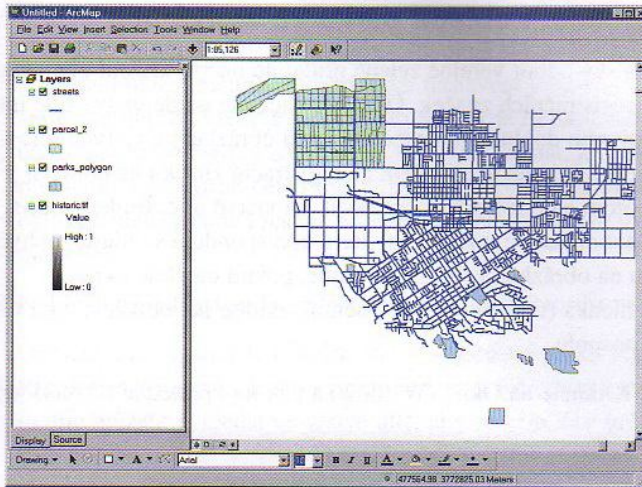 Untitled - ArcMap
File Edit View Insert Selection Tools Window Help
1:85,126
Layers
streets
parcel_2
parks_polygon
historic.tif
Value
High : 1
Low : 0
Display Source
Drawing
Arial
B I U A
477564.98 3772825.03 Meters